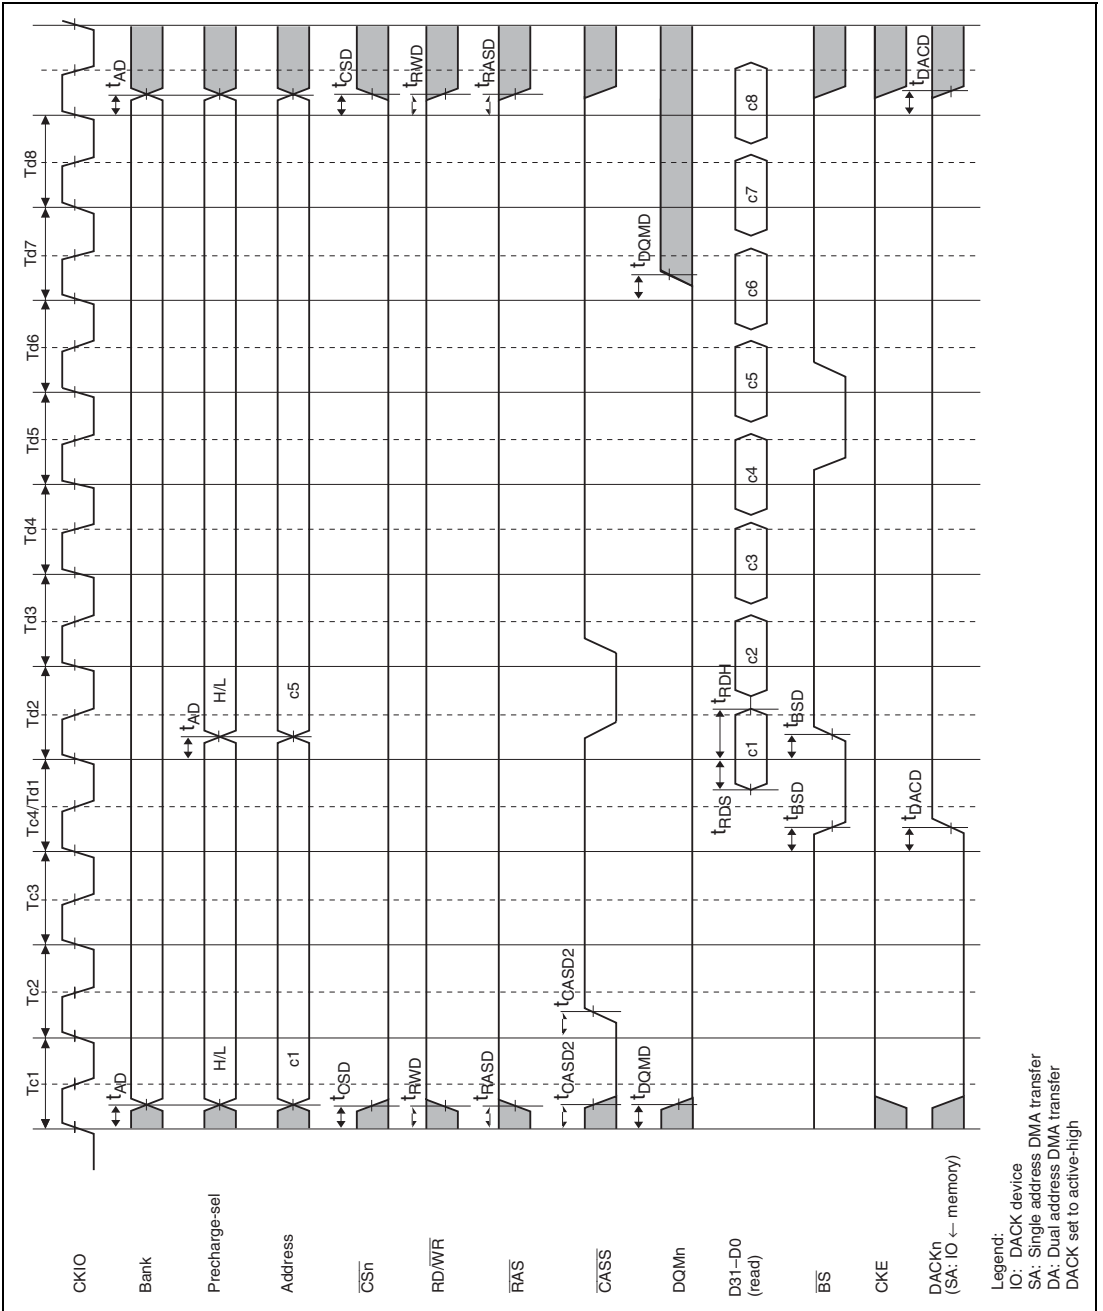 Tc1 Tc2 Tc3 Tc4/Td1 Td2 Td3 Td4 Td5 Td6 Td7 Td8
CKIO
Bank
tAD tAD
Precharge-sel
H/L tAD H/L
Address
c1 c5
CSn
tCSD tCSD
RD/WR
tRWD tRWD
RAS
tRASD tRASD
CASS
tCASD2 tCASD2
DQMn
tDQMD tDQMD
D31–D0
(read)
tRDS tRDH
c1 c2 c3 c4 c5 c6 c7 c8
BS
tBSD tBSD
CKE
DACKn
(SA: IO ← memory)
tDACD tDACD
Legend:
IO: DACK device
SA: Single address DMA transfer
DA: Dual address DMA transfer
DACK set to active-high